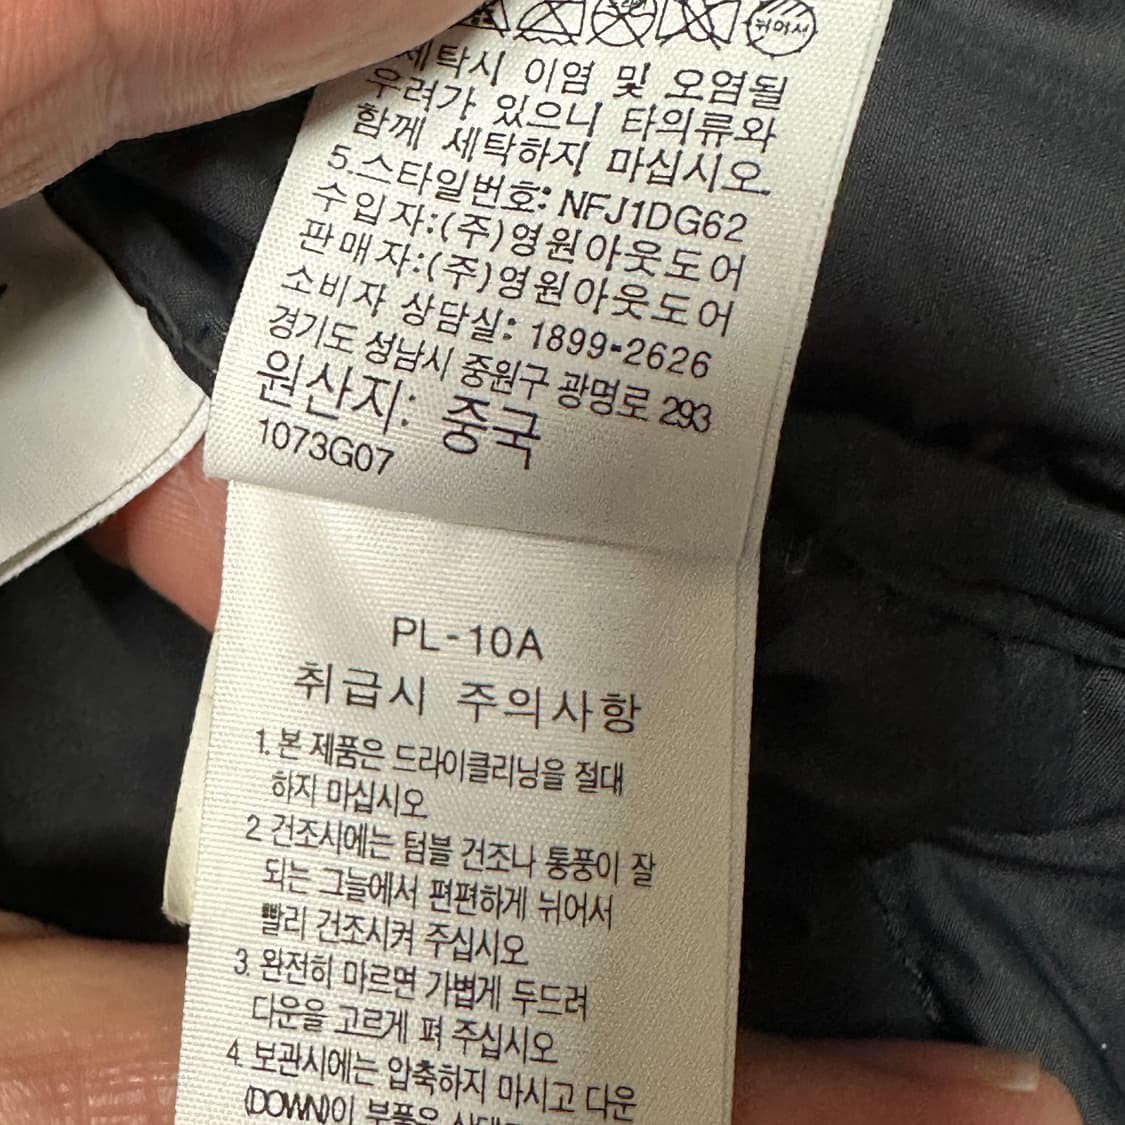 드라이
뉘어서
세탁시 이염 및 오염될
우려가 있으니 타의류와
함께 세탁하지 마십시오.
5.스타일번호: NFJ1DG62
수입자:(주)영원아웃도어
판매자:(주)영원아웃도어
소비자 상담실: 1899-2626
경기도 성남시 중원구 광명로 293
원산지: 중국
1073G07
PL-10A
취급시 주의사항
1. 본 제품은 드라이클리닝을 절대
하지 마십시오
2 건조시에는 텀블 건조나 통풍이 잘
되는 그늘에서 편편하게 뉘어서
빨리 건조시켜 주십시오
3. 완전히 마르면 가볍게 두드려
다운을 고르게 펴 주십시오
4. 보관시에는 압축하지 마시고 다운
(DOWN)이 부풀은